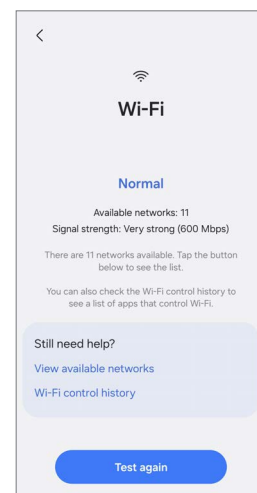 Wi-Fi
Normal
Available networks: 11
Signal strength: Very strong (600 Mbps)
There are 11 networks available. Tap the button
below to see the list.
You can also check the Wi-Fi control history to
see a list of apps that control Wi-Fi.
Still need help?
View available networks
Wi-Fi control history
Test again